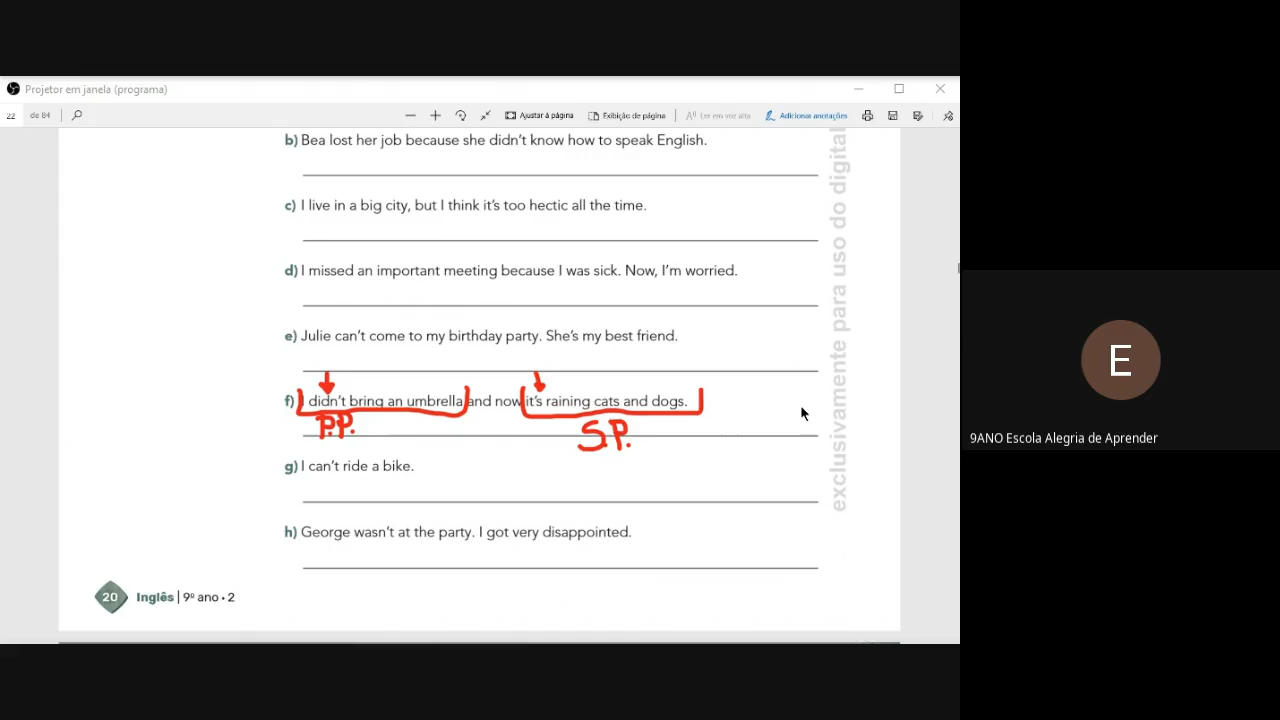 Projetor em janela (programa)
22 de 84 Ajustar à página Exibição de página Ler em voz alta Adicionar anotações
b) Bea lost her job because she didn't know how to speak English.
c) I live in a big city, but I think it's too hectic all the time.
d) I missed an important meeting because I was sick. Now, I'm worried.
e) Julie can't come to my birthday party. She's my best friend.
f) I didn't bring an umbrella and now it's raining cats and dogs.
P.P. S.P.
g) I can't ride a bike.
h) George wasn't at the party. I got very disappointed.
20 Inglês | 9º ano • 2
exclusivamente para uso do digital
E
9ANO Escola Alegria de Aprender